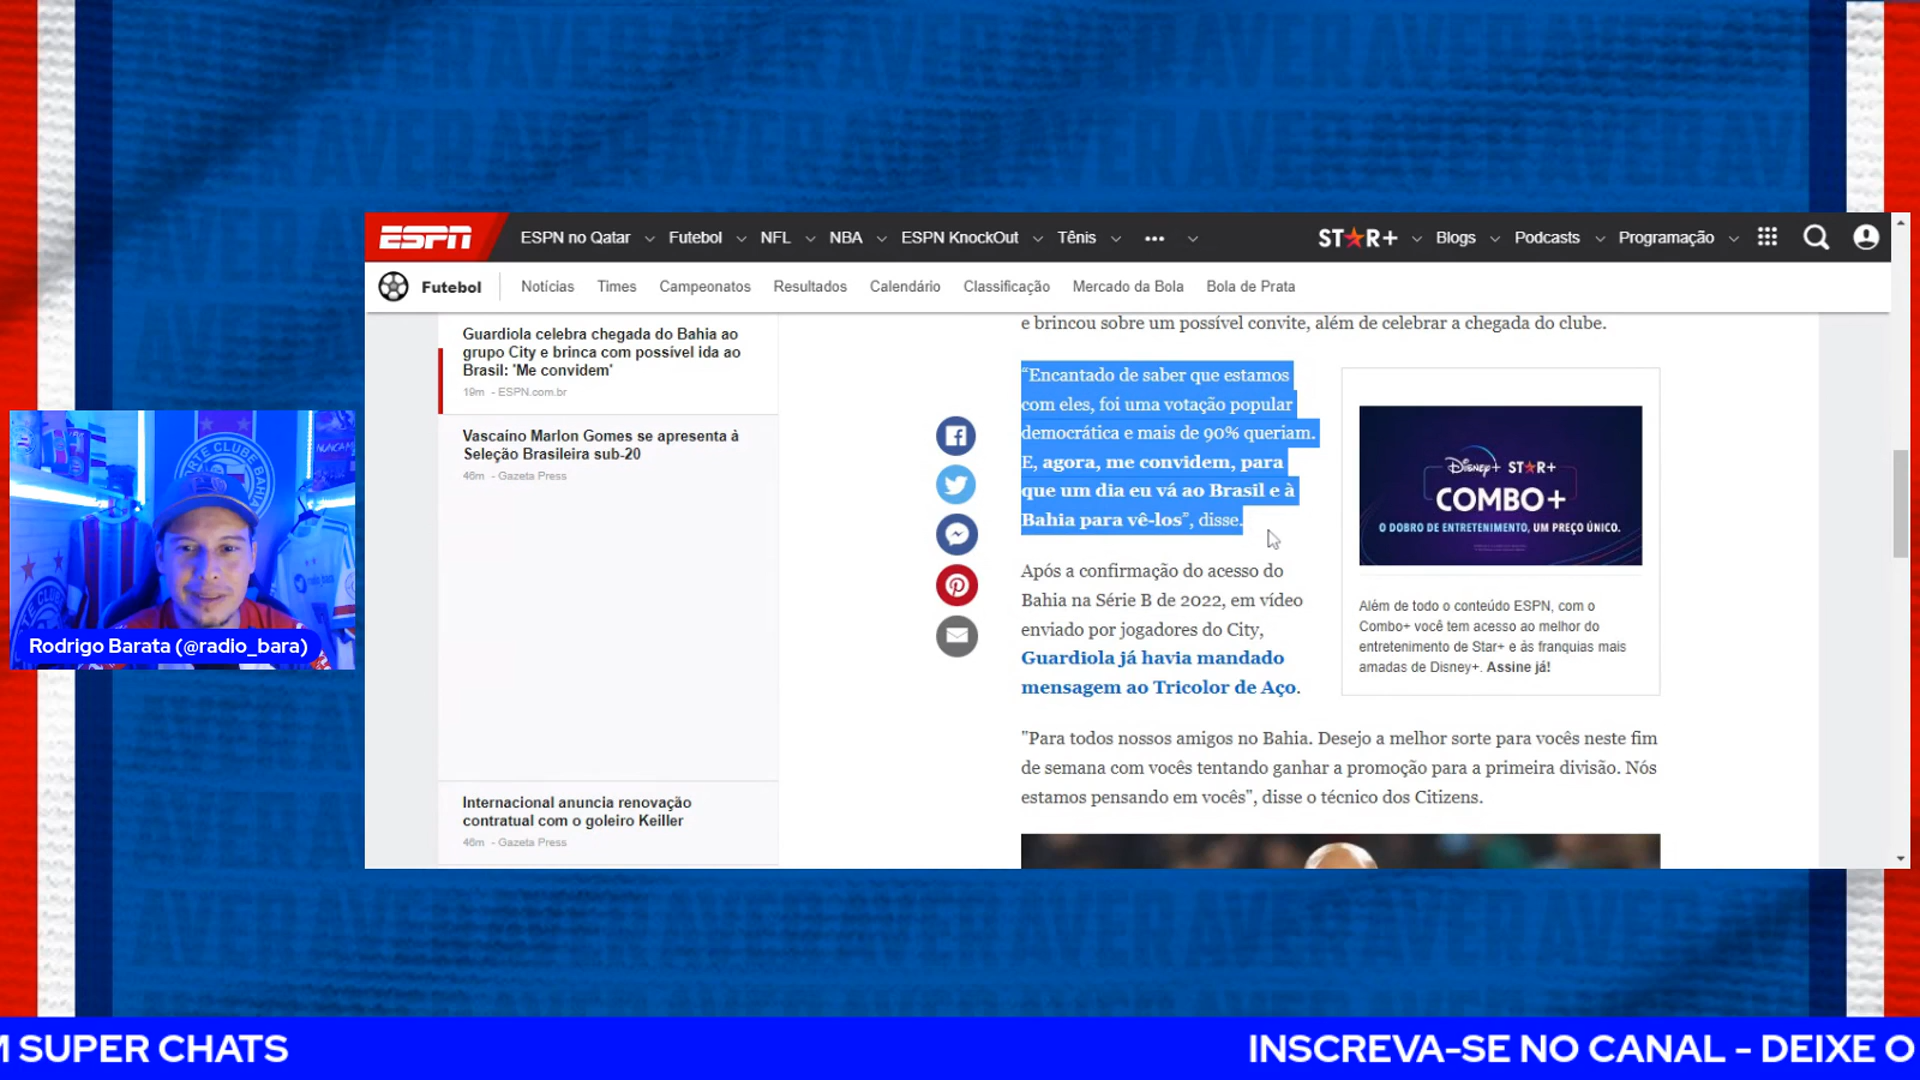 ESPN
ESPN no Qatar
Futebol
NFL
NBA
ESPN KnockOut
Tênis
STAR+
Blogs
Podcasts
Programação
Futebol
Notícias
Times
Campeonatos
Resultados
Calendário
Classificação
Mercado da Bola
Bola de Prata
Guardiola celebra chegada do Bahia ao
grupo City e brinca com possível ida ao
Brasil: 'Me convidem'
19m - ESPN.com.br
Vascaíno Marlon Gomes se apresenta à
Seleção Brasileira sub-20
46m - Gazeta Press
Internacional anuncia renovação
contratual com o goleiro Keiller
46m - Gazeta Press
e brincou sobre um possível convite, além de celebrar a chegada do clube.
“Encantado de saber que estamos
com eles, foi uma votação popular
democrática e mais de 90% queriam.
E, agora, me convidem, para
que um dia eu vá ao Brasil e à
Bahia para vê-los”, disse.
Após a confirmação do acesso do
Bahia na Série B de 2022, em vídeo
enviado por jogadores do City,
Guardiola já havia mandado
mensagem ao Tricolor de Aço.
"Para todos nossos amigos no Bahia. Desejo a melhor sorte para vocês neste fim
de semana com vocês tentando ganhar a promoção para a primeira divisão. Nós
estamos pensando em vocês", disse o técnico dos Citizens.
Disney+ STAR+
COMBO+
O DOBRO DE ENTRETENIMENTO, UM PREÇO ÚNICO.
Além de todo o conteúdo ESPN, com o
Combo+ você tem acesso ao melhor do
entretenimento de Star+ e às franquias mais
amadas de Disney+. Assine já!
Rodrigo Barata (@radio_bara)
SUPER CHATS
INSCREVA-SE NO CANAL - DEIXE O